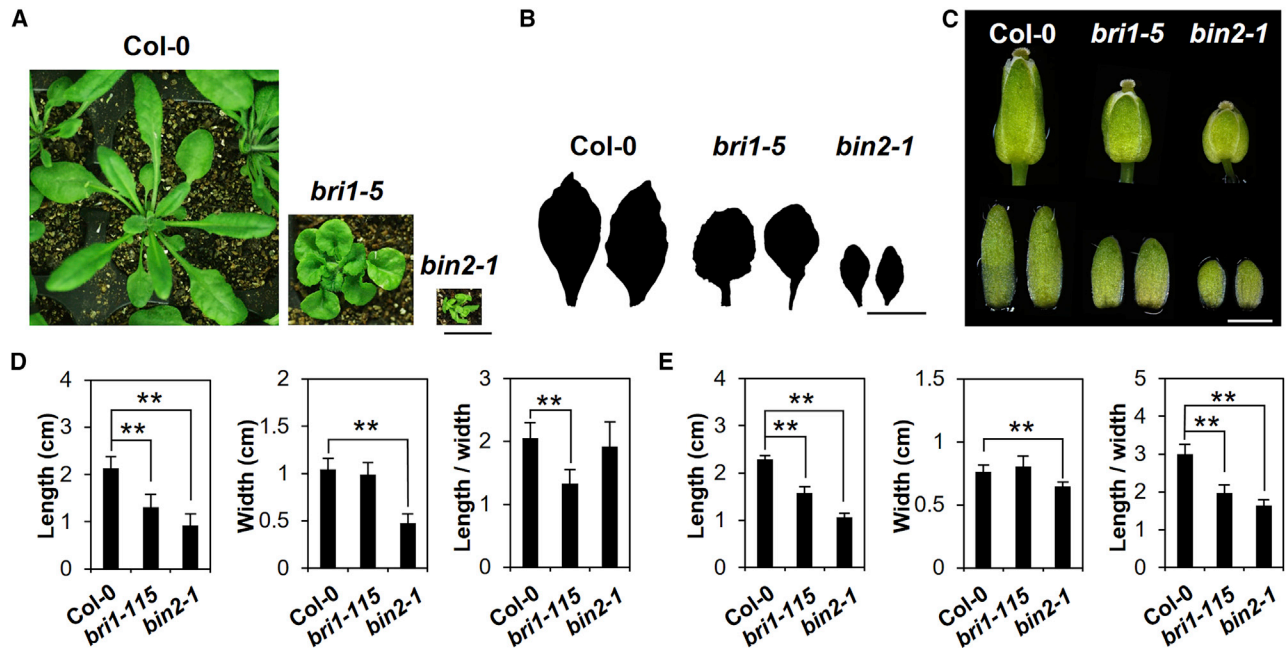 A
Col-0
bri1-5
bin2-1
B
Col-0 bri1-5 bin2-1
C
Col-0 bri1-5 bin2-1
D
Length (cm)
4
3
2
1
0
**
**
Col-0 bri1-115 bin2-1
Width (cm)
2
1.5
1
0.5
0
**
Col-0 bri1-115 bin2-1
Length / width
3
2
1
0
**
Col-0 bri1-115 bin2-1
E
Length (cm)
4
3
2
1
0
**
**
Col-0 bri1-115 bin2-1
Width (cm)
1.5
1
0.5
0
**
Col-0 bri1-115 bin2-1
Length / width
5
4
3
2
1
0
**
**
Col-0 bri1-115 bin2-1